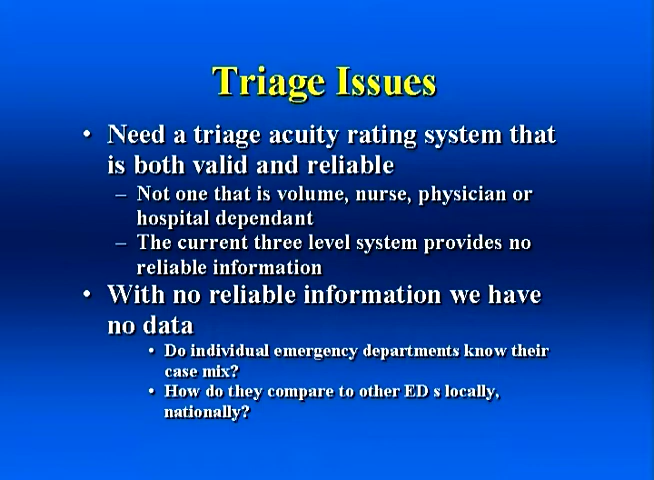 Triage Issues
• Need a triage acuity rating system that
is both valid and reliable
– Not one that is volume, nurse, physician or
hospital dependant
– The current three level system provides no
reliable information
• With no reliable information we have
no data
• Do individual emergency departments know their
case mix?
• How do they compare to other ED s locally,
nationally?